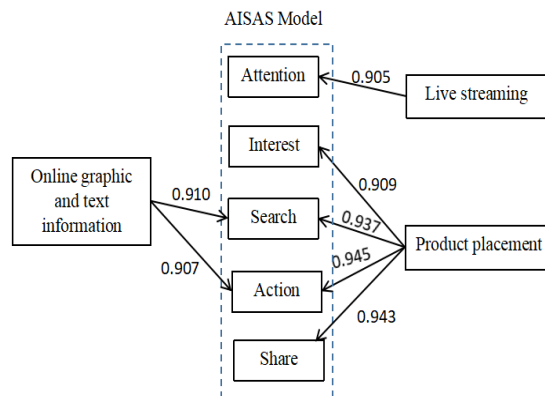 AISAS Model
Attention
0.905
Live streaming
Interest
Online graphic
and text
information
0.910
0.909
Search
0.937
Product placement
0.945
0.907
Action
0.943
Share